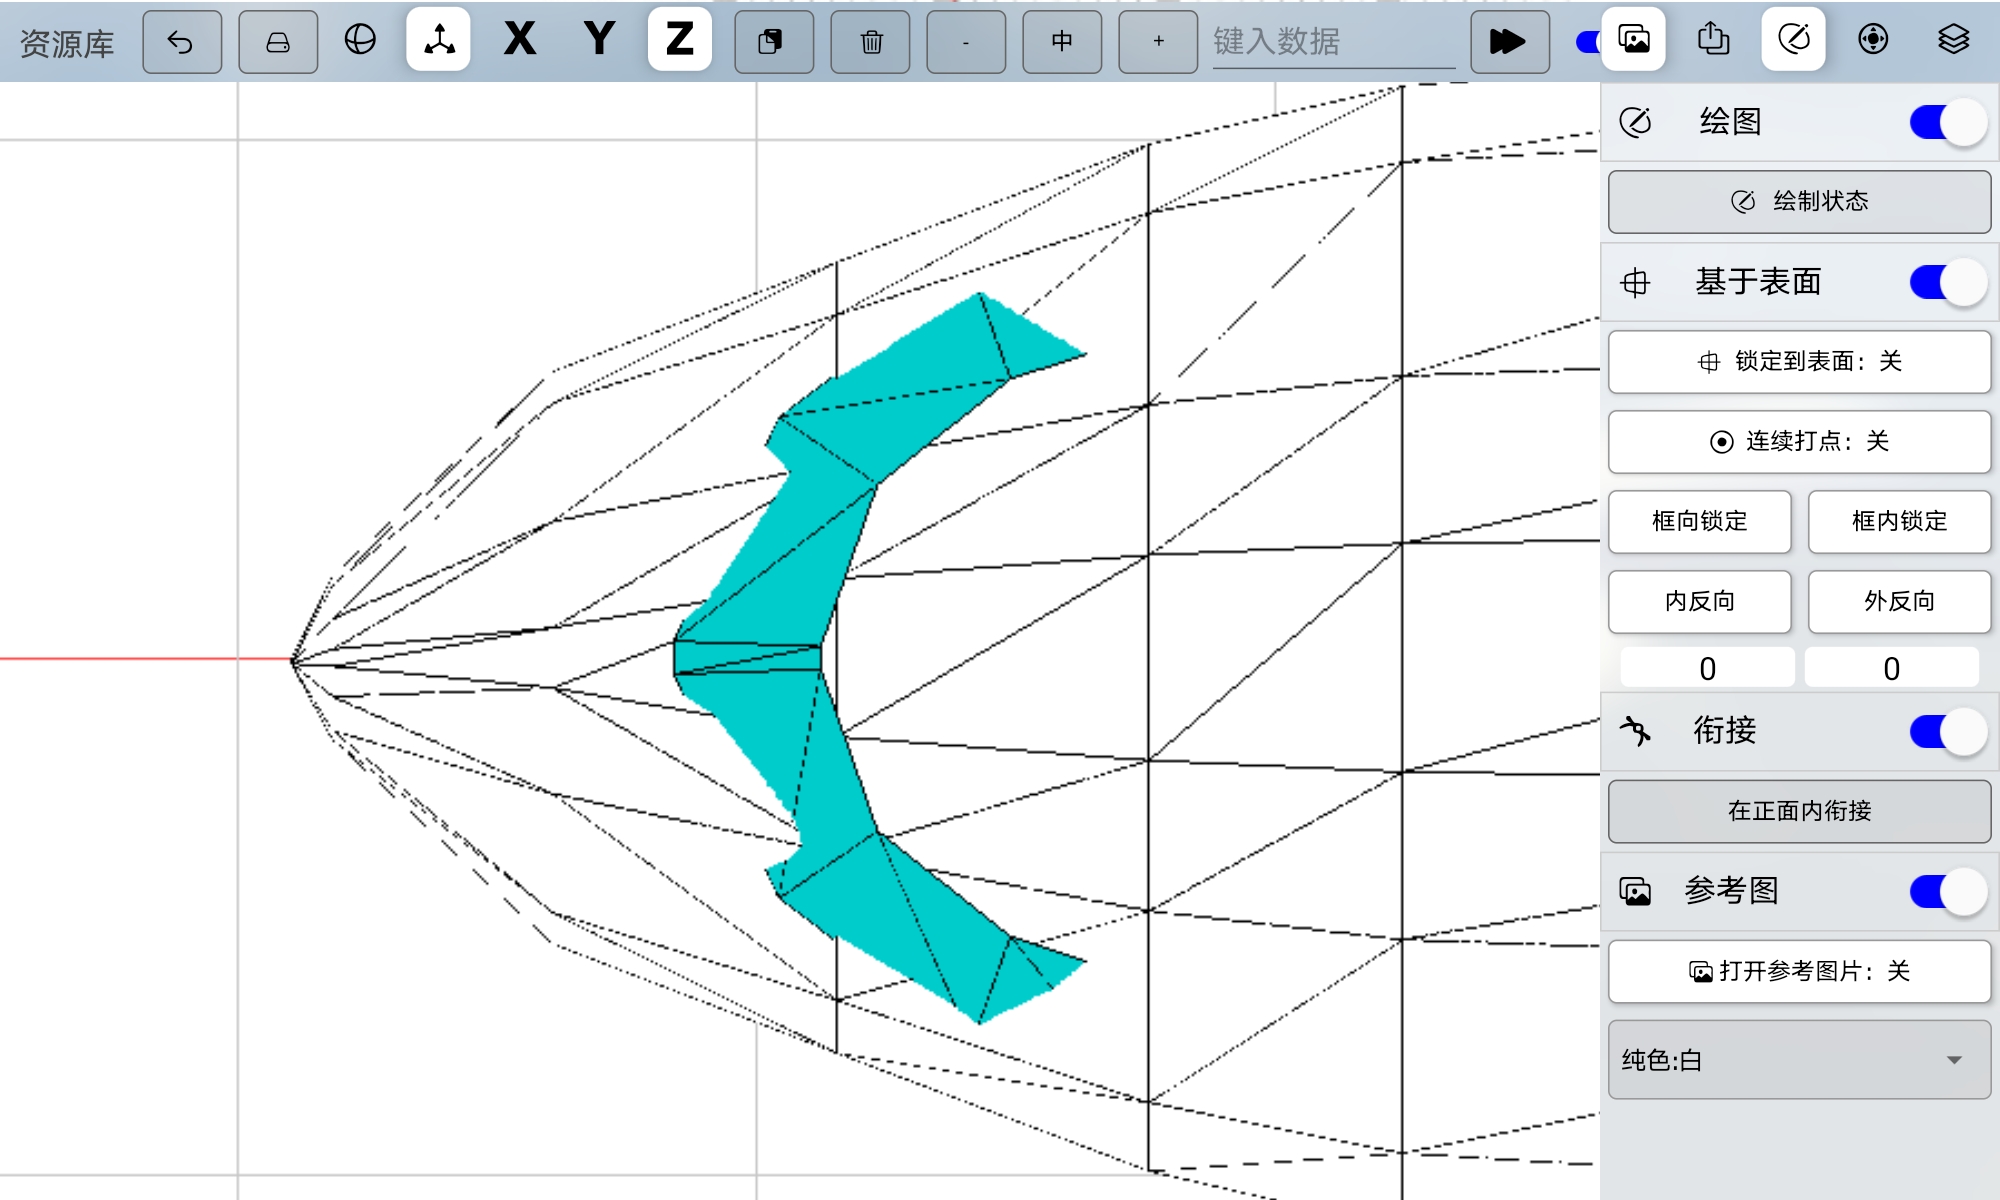 资源库 X Y Z - 中 + 键入数据
绘图
绘制状态
基于表面
锁定到表面：关
连续打点：关
框向锁定 框内锁定
内反向 外反向
0 0
衔接
在正面内衔接
参考图
打开参考图片：关
纯色:白